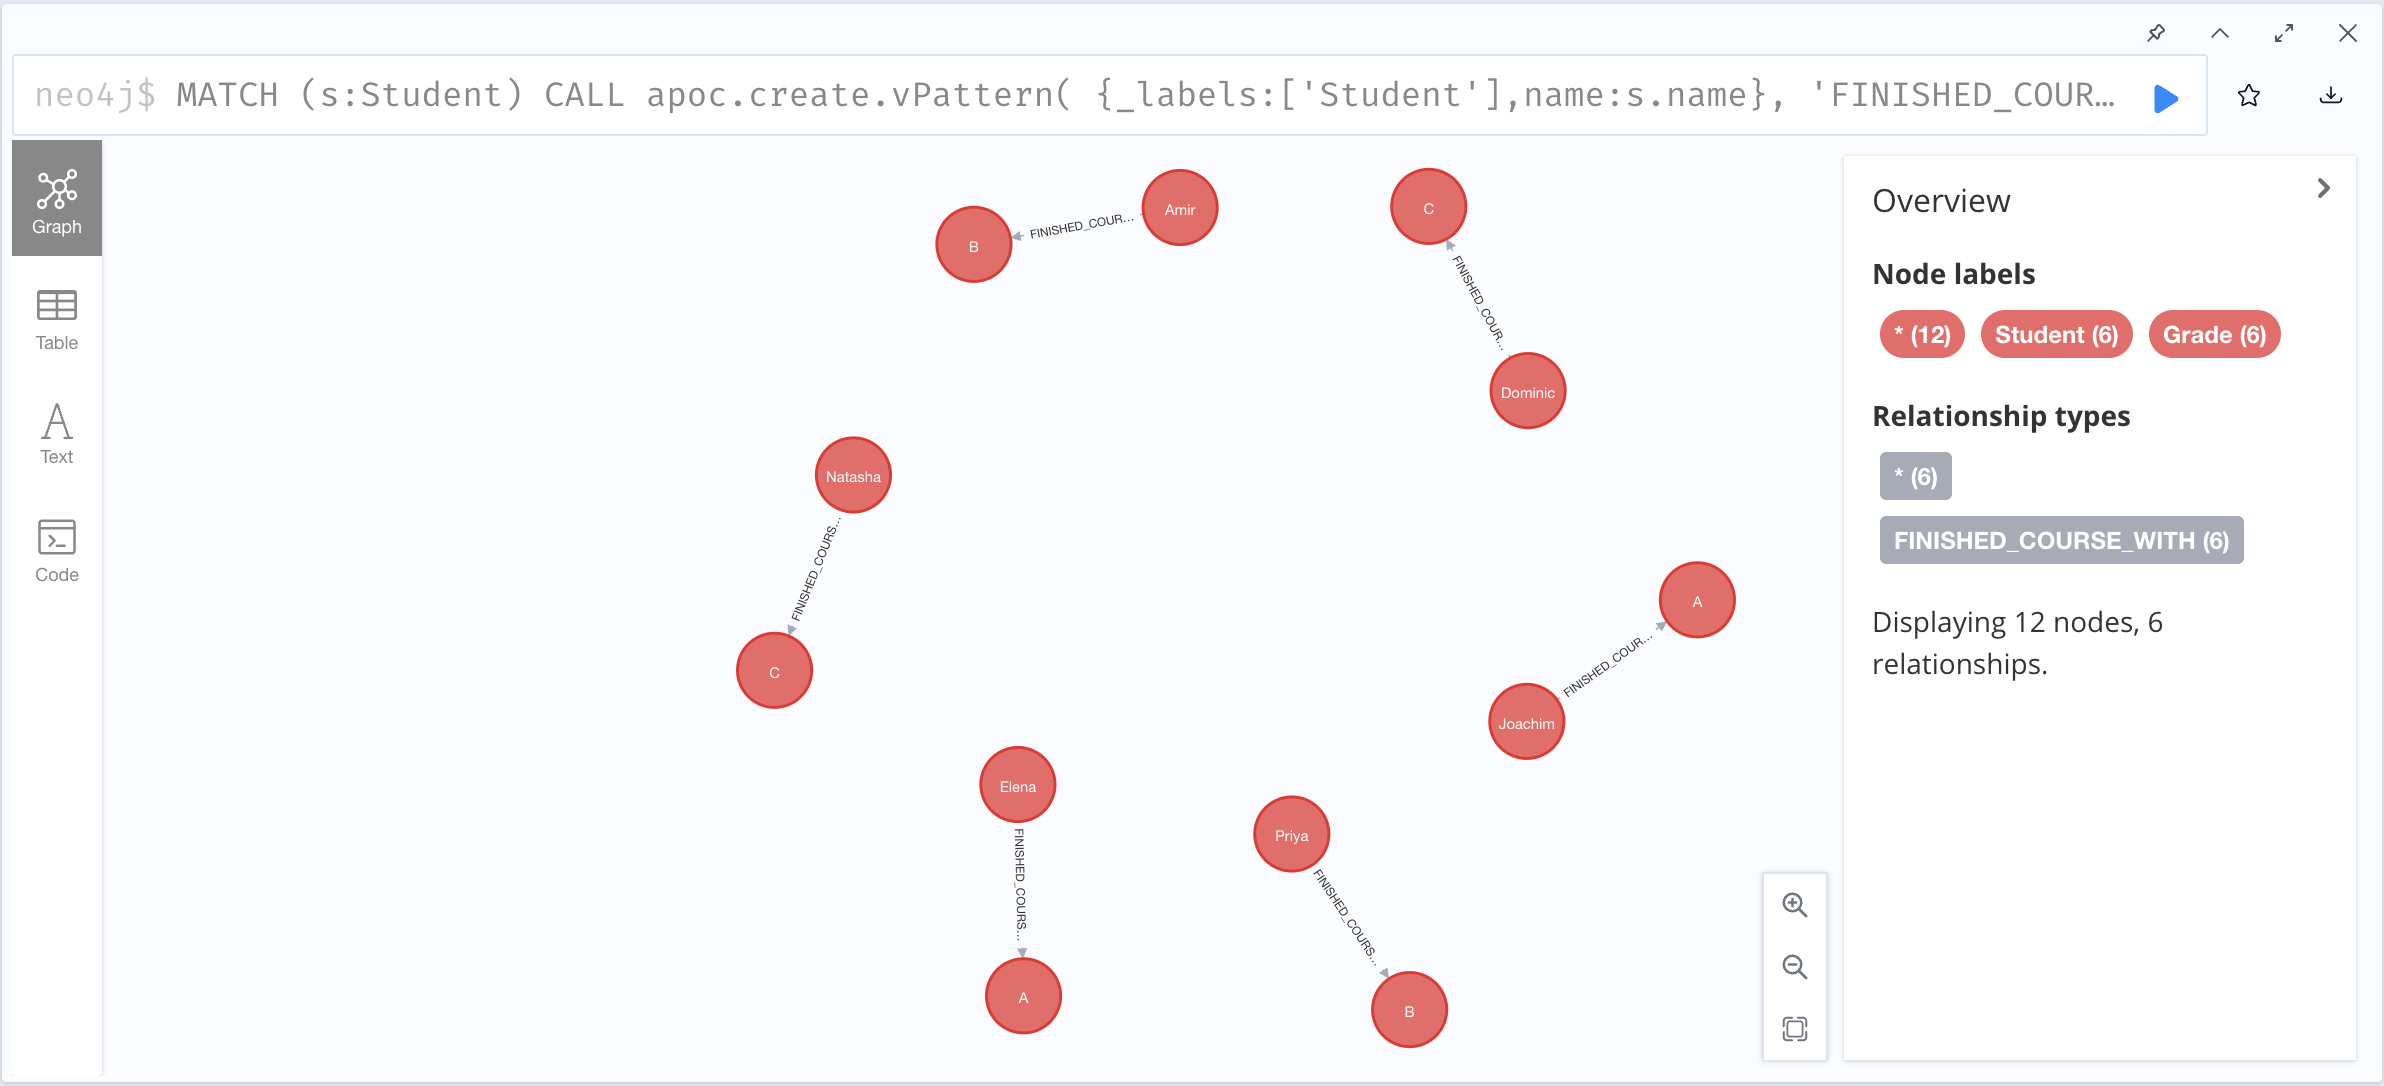 neo4j$ MATCH (s:Student) CALL apoc.create.vPattern( {_labels:['Student'],name:s.name}, 'FINISHED_COUR…
Graph
Table
Text
Code
B
FINISHED_COUR…
Amir
C
FINISHED_COUR…
Dominic
Natasha
FINISHED_COURS…
C
A
FINISHED_COUR…
Joachim
Elena
FINISHED_COURS…
A
Priya
FINISHED_COURS…
B
Overview
Node labels
* (12) Student (6) Grade (6)
Relationship types
* (6)
FINISHED_COURSE_WITH (6)
Displaying 12 nodes, 6
relationships.